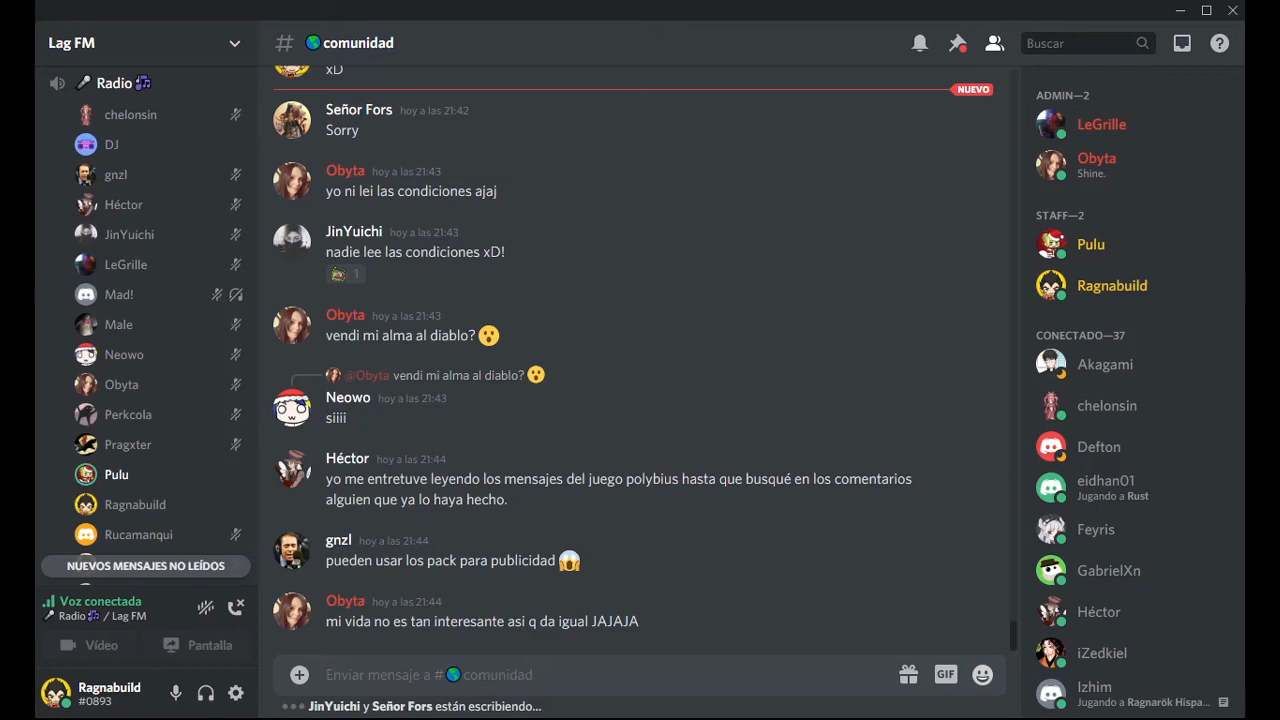 Lag FM
Radio
chelonsin
DJ
gnzl
Héctor
JinYuichi
LeGrille
Mad!
Male
Neowo
Obyta
Perkcola
Pragxter
Pulu
Ragnabuild
Rucamanqui
NUEVOS MENSAJES NO LEÍDOS
Voz conectada
Radio / Lag FM
Vídeo
Pantalla
Ragnabuild
#0893
comunidad
Buscar
xD
NUEVO
Señor Fors hoy a las 21:42
Sorry
Obyta hoy a las 21:43
yo ni lei las condiciones ajaj
JinYuichi hoy a las 21:43
nadie lee las condiciones xD!
1
Obyta hoy a las 21:43
vendi mi alma al diablo? 😮
@Obyta vendi mi alma al diablo? 😮
Neowo hoy a las 21:43
siiii
Héctor hoy a las 21:44
yo me entretuve leyendo los mensajes del juego polybius hasta que busqué en los comentarios
alguien que ya lo haya hecho.
gnzl hoy a las 21:44
pueden usar los pack para publicidad 😱
Obyta hoy a las 21:44
mi vida no es tan interesante asi q da igual JAJAJA
Enviar mensaje a #🌎comunidad
GIF
JinYuichi y Señor Fors están escribiendo...
ADMIN—2
LeGrille
Obyta
Shine.
STAFF—2
Pulu
Ragnabuild
CONECTADO—37
Akagami
chelonsin
Defton
eidhan01
Jugando a Rust
Feyris
GabrielXn
Héctor
iZedkiel
Izhim
Jugando a Ragnarök Hispa...